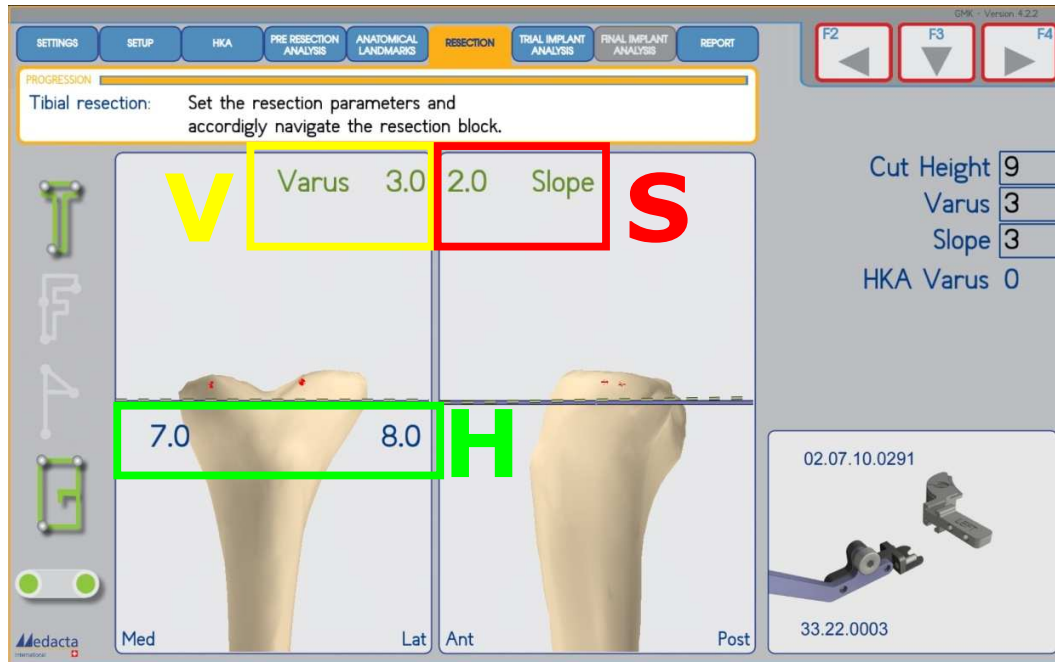 GMK - Version 4.2.2
SETTINGS
SETUP
HKA
PRE RESECTION
ANALYSIS
ANATOMICAL
LANDMARKS
RESECTION
TRIAL IMPLANT
ANALYSIS
FINAL IMPLANT
ANALYSIS
REPORT
F2
F3
F4
PROGRESSION
Tibial resection: Set the resection parameters and
accordigly navigate the resection block.
V
Varus 3.0
2.0 Slope
S
Cut Height 9
Varus 3
Slope 3
HKA Varus 0
T
F
A
G
7.0 8.0
H
Med Lat
Ant Post
02.07.10.0291
LEFT
33.22.0003
Medacta
International